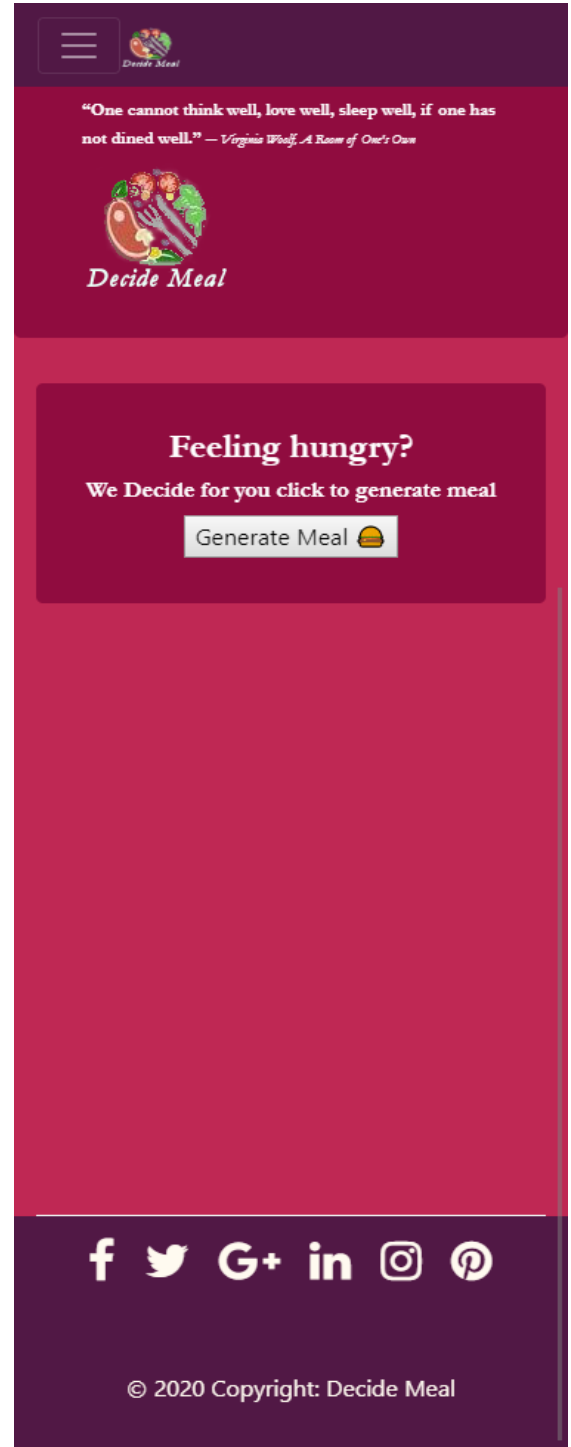 Decide Meal
“One cannot think well, love well, sleep well, if one has
not dined well.” — Virginia Woolf, A Room of One's Own
Decide Meal
Feeling hungry?
We Decide for you click to generate meal
Generate Meal
© 2020 Copyright: Decide Meal